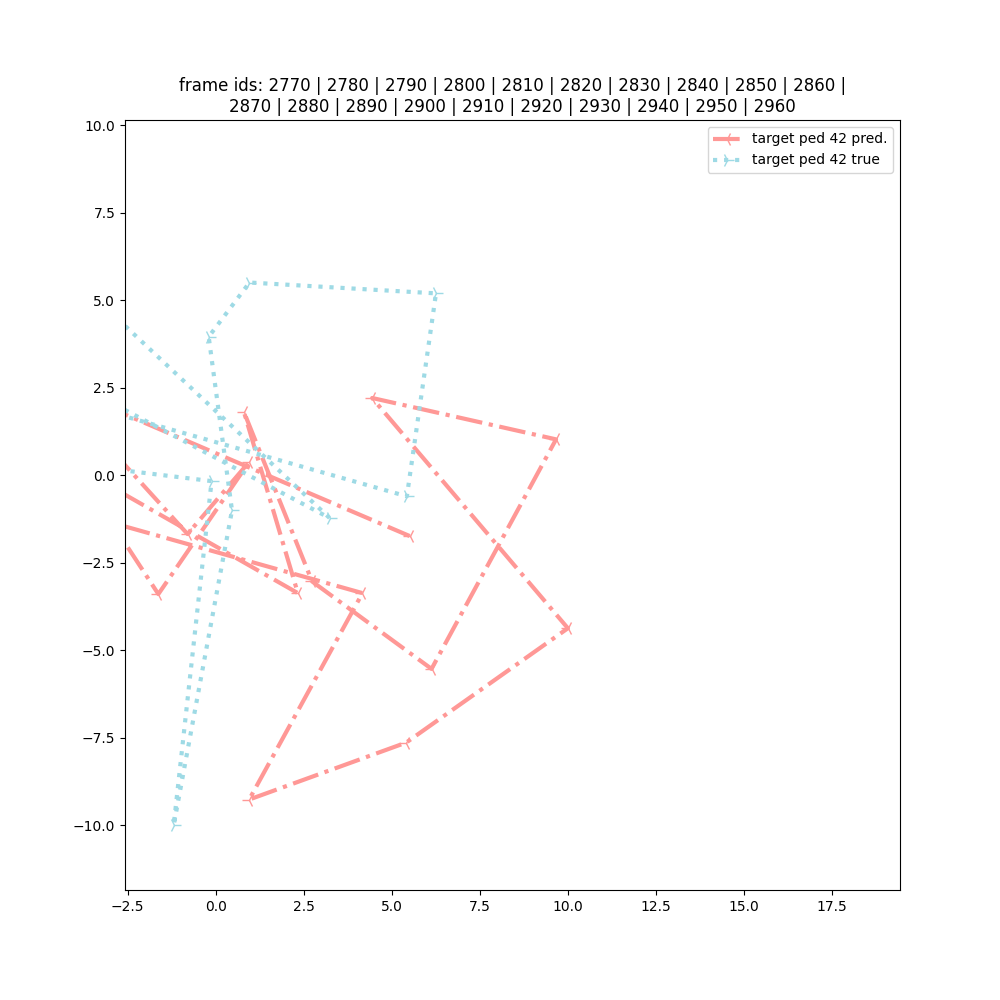 frame ids: 2770 | 2780 | 2790 | 2800 | 2810 | 2820 | 2830 | 2840 | 2850 | 2860 |
2870 | 2880 | 2890 | 2900 | 2910 | 2920 | 2930 | 2940 | 2950 | 2960
target ped 42 pred.
target ped 42 true
10.0
7.5
5.0
2.5
0.0
−2.5
−5.0
−7.5
−10.0
−2.5 0.0 2.5 5.0 7.5 10.0 12.5 15.0 17.5